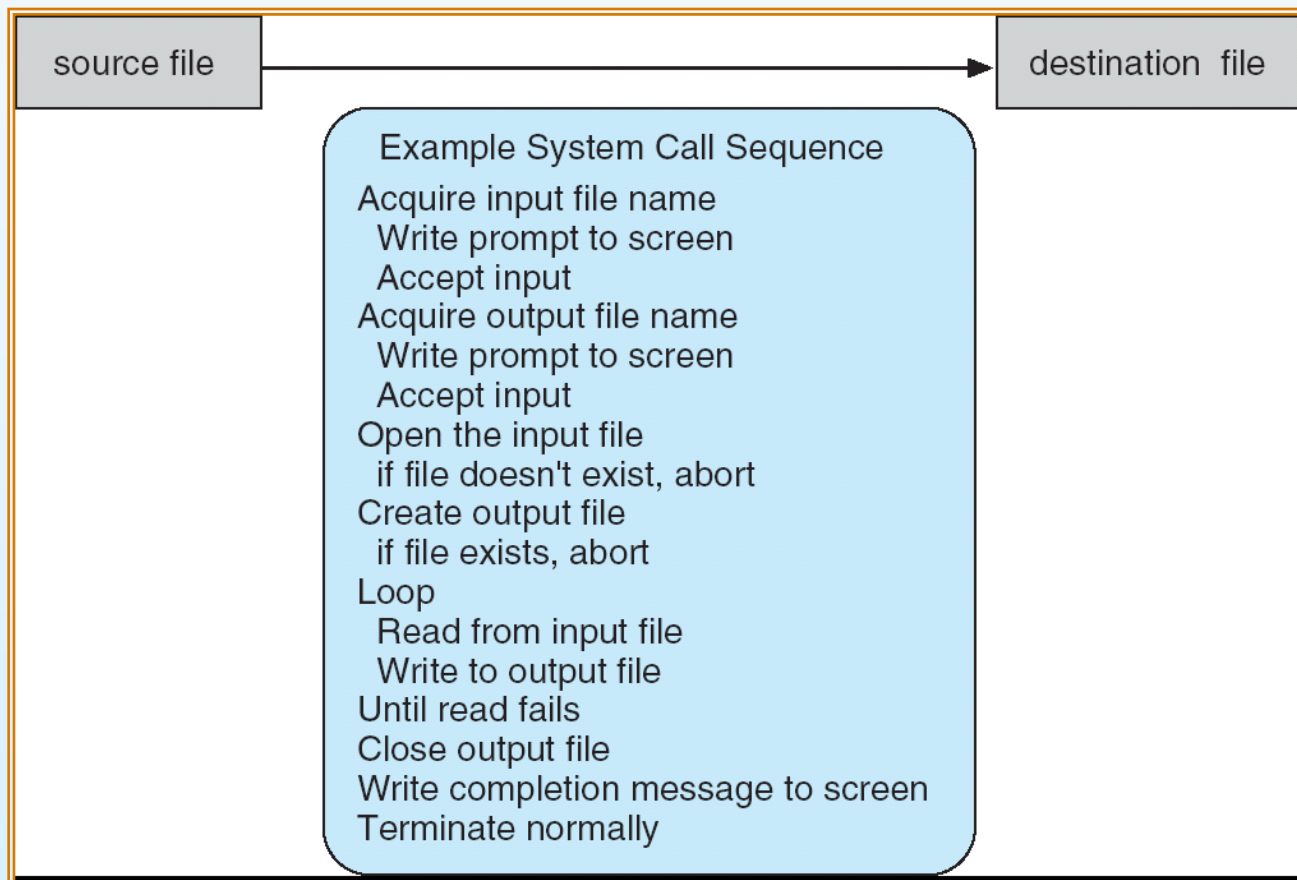 source file
destination file
Example System Call Sequence
Acquire input file name
Write prompt to screen
Accept input
Acquire output file name
Write prompt to screen
Accept input
Open the input file
if file doesn't exist, abort
Create output file
if file exists, abort
Loop
Read from input file
Write to output file
Until read fails
Close output file
Write completion message to screen
Terminate normally